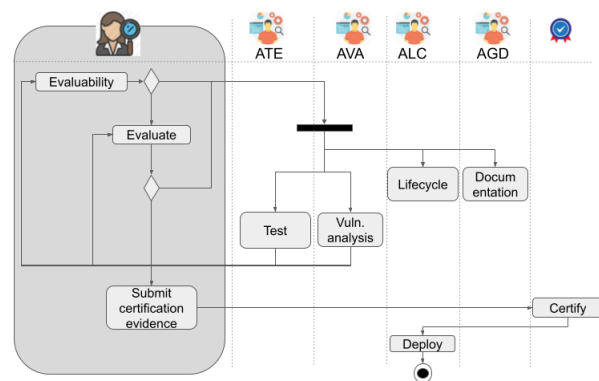 ATE AVA ALC AGD
Evaluability
Evaluate
Lifecycle
Docum
entation
Test
Vuln.
analysis
Submit
certification
evidence
Certify
Deploy